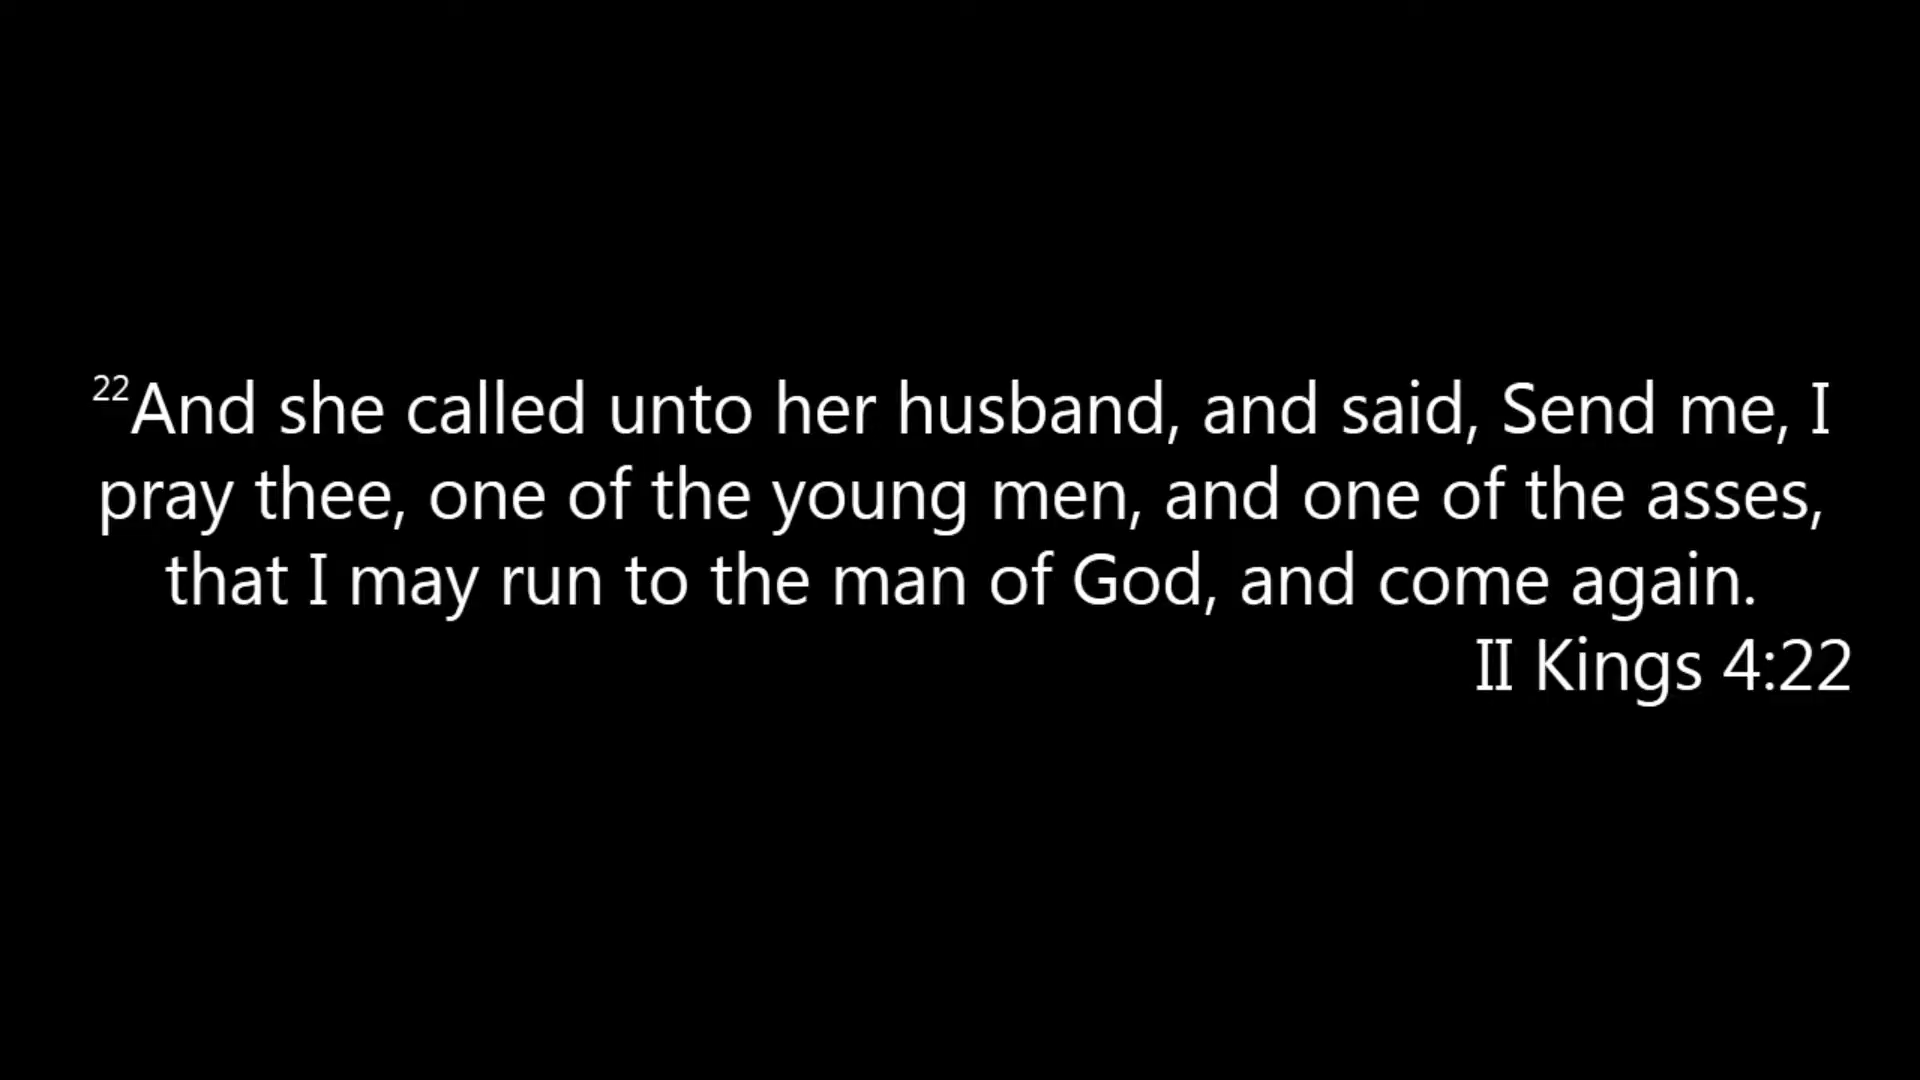 22And she called unto her husband, and said, Send me, I
pray thee, one of the young men, and one of the asses,
that I may run to the man of God, and come again.
II Kings 4:22